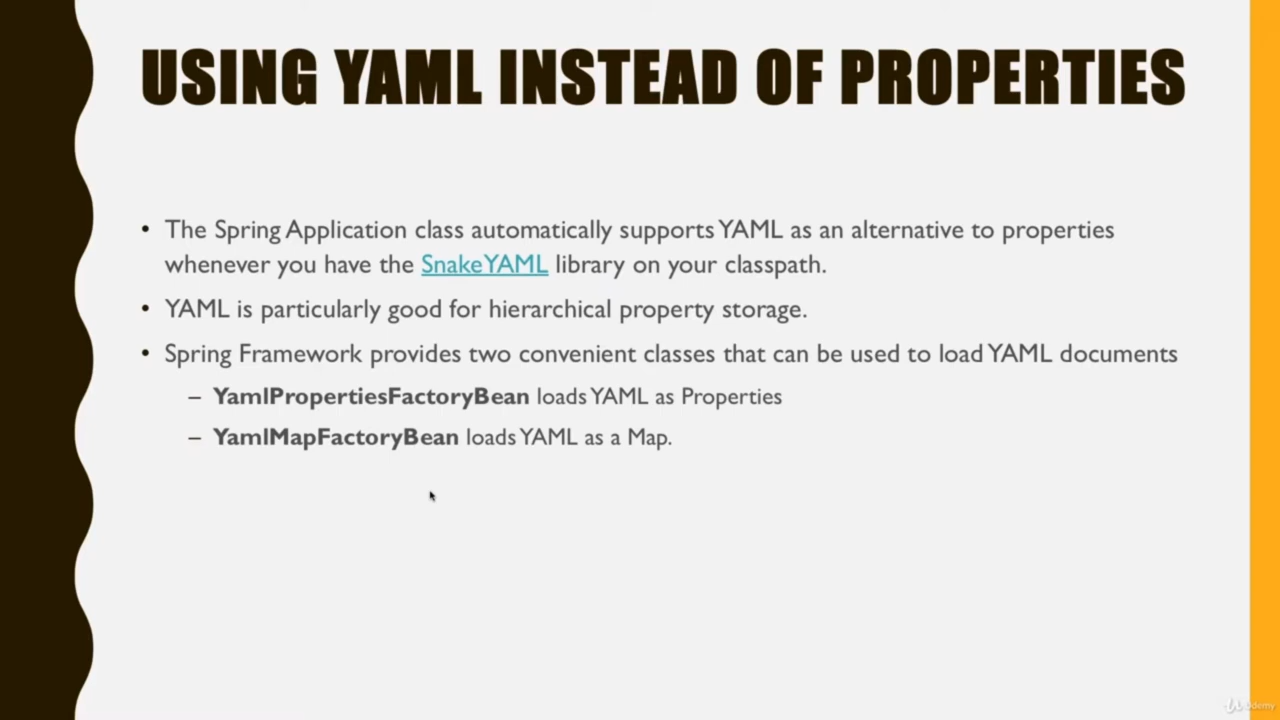 USING YAML INSTEAD OF PROPERTIES
• The Spring Application class automatically supports YAML as an alternative to properties
whenever you have the SnakeYAML library on your classpath.
• YAML is particularly good for hierarchical property storage.
• Spring Framework provides two convenient classes that can be used to load YAML documents
– YamlPropertiesFactoryBean loads YAML as Properties
– YamlMapFactoryBean loads YAML as a Map.
Udemy